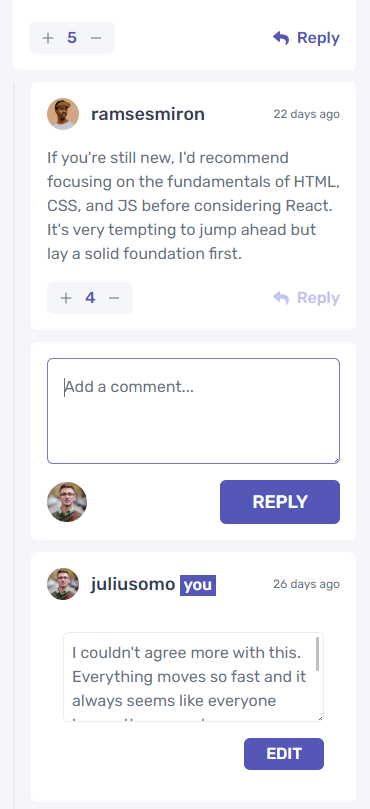 5
Reply
ramsesmiron
22 days ago
If you're still new, I'd recommend
focusing on the fundamentals of HTML,
CSS, and JS before considering React.
It's very tempting to jump ahead but
lay a solid foundation first.
4
Reply
Add a comment...
REPLY
juliusomo you
26 days ago
I couldn't agree more with this.
Everything moves so fast and it
always seems like everyone
EDIT